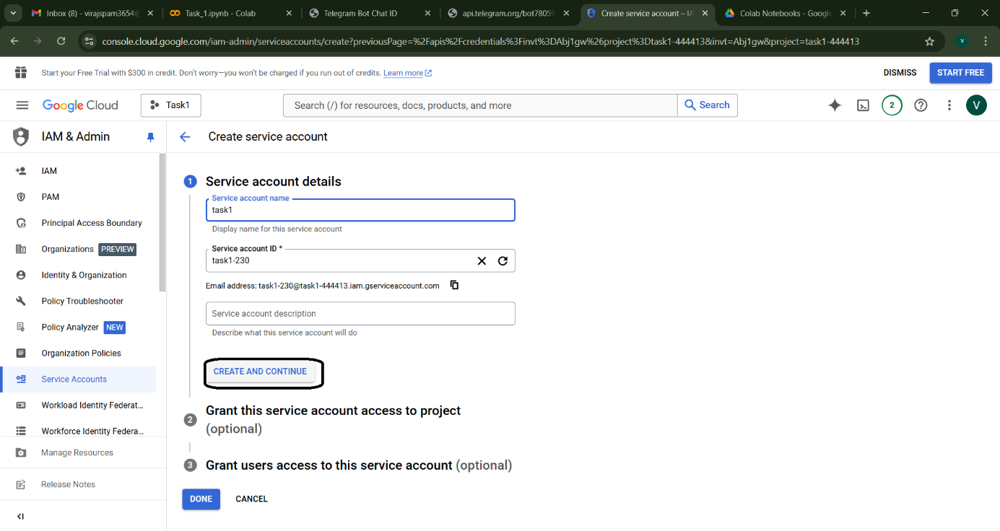 Inbox (8) - virajspam3654@
Task_1.ipynb - Colab
Telegram Bot Chat ID
api.telegram.org/bot78059
Create service account – IA
Colab Notebooks - Google
console.cloud.google.com/iam-admin/serviceaccounts/create?previousPage=%2Fapis%2Fcredentials%3Finvt%3DAbj1gw%26project%3Dtask1-444413&invt=Abj1gw&project=task1-444413
V
Start your Free Trial with $300 in credit. Don't worry—you won't be charged if you run out of credits. Learn more
DISMISS
START FREE
Google Cloud
Task1
Search (/) for resources, docs, products, and more
Search
2
V
IAM & Admin
Create service account
IAM
PAM
Principal Access Boundary
Organizations PREVIEW
Identity & Organization
Policy Troubleshooter
Policy Analyzer NEW
Organization Policies
Service Accounts
Workload Identity Federat...
Workforce Identity Federa...
Manage Resources
Release Notes
1 Service account details
Service account name
task1
Display name for this service account
Service account ID *
task1-230
Email address: task1-230@task1-444413.iam.gserviceaccount.com
Service account description
Describe what this service account will do
CREATE AND CONTINUE
2 Grant this service account access to project
(optional)
3 Grant users access to this service account (optional)
DONE
CANCEL